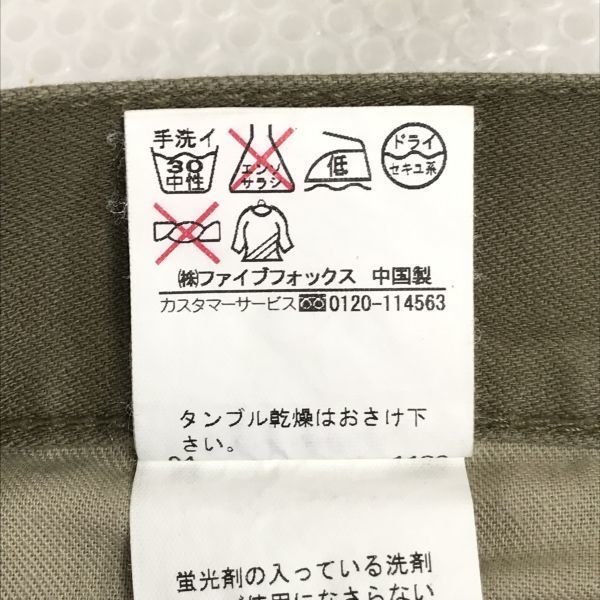 手洗イ
30
中性
エンソ
サラシ
低
ドライ
セキユ系
㈱ファイブフォックス 中国製
カスタマーサービス 0120-114563
タンブル乾燥はおさけ下
さい。
蛍光剤の入っている洗剤
使用になさらない